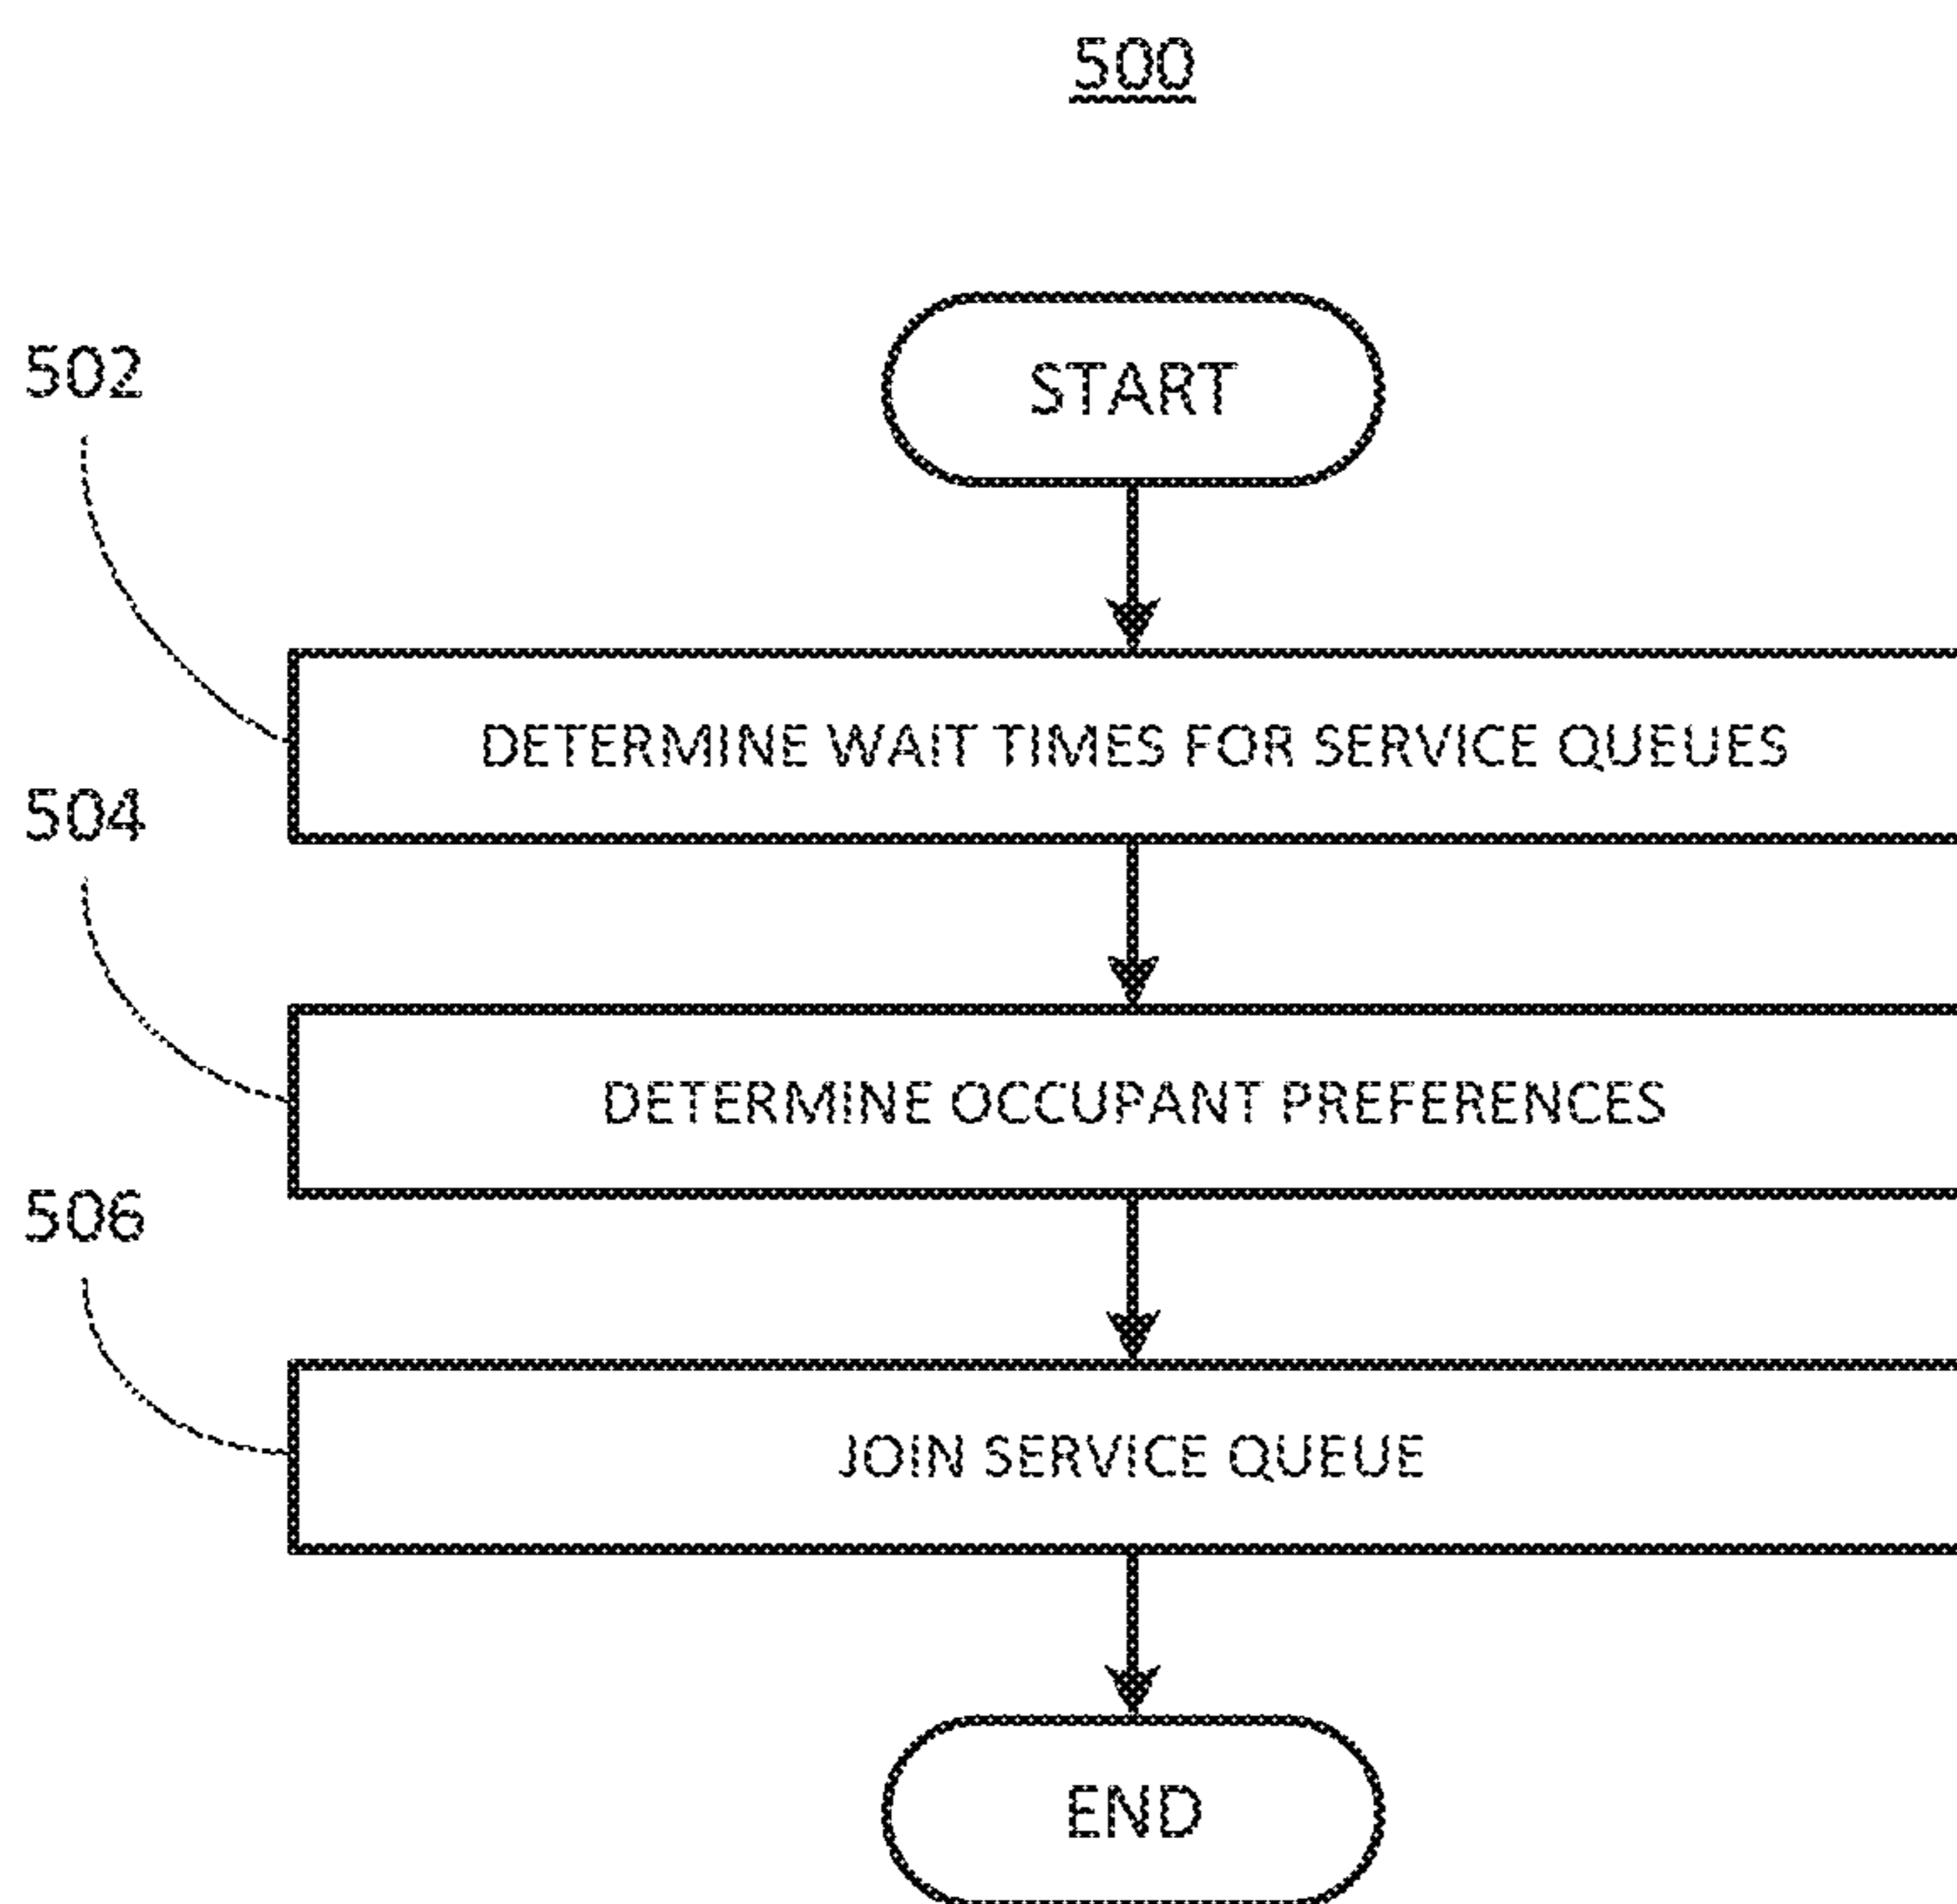 500
START
502
DETERMINE WAIT TIMES FOR SERVICE QUEUES
504
DETERMINE OCCUPANT PREFERENCES
506
JOIN SERVICE QUEUE
END